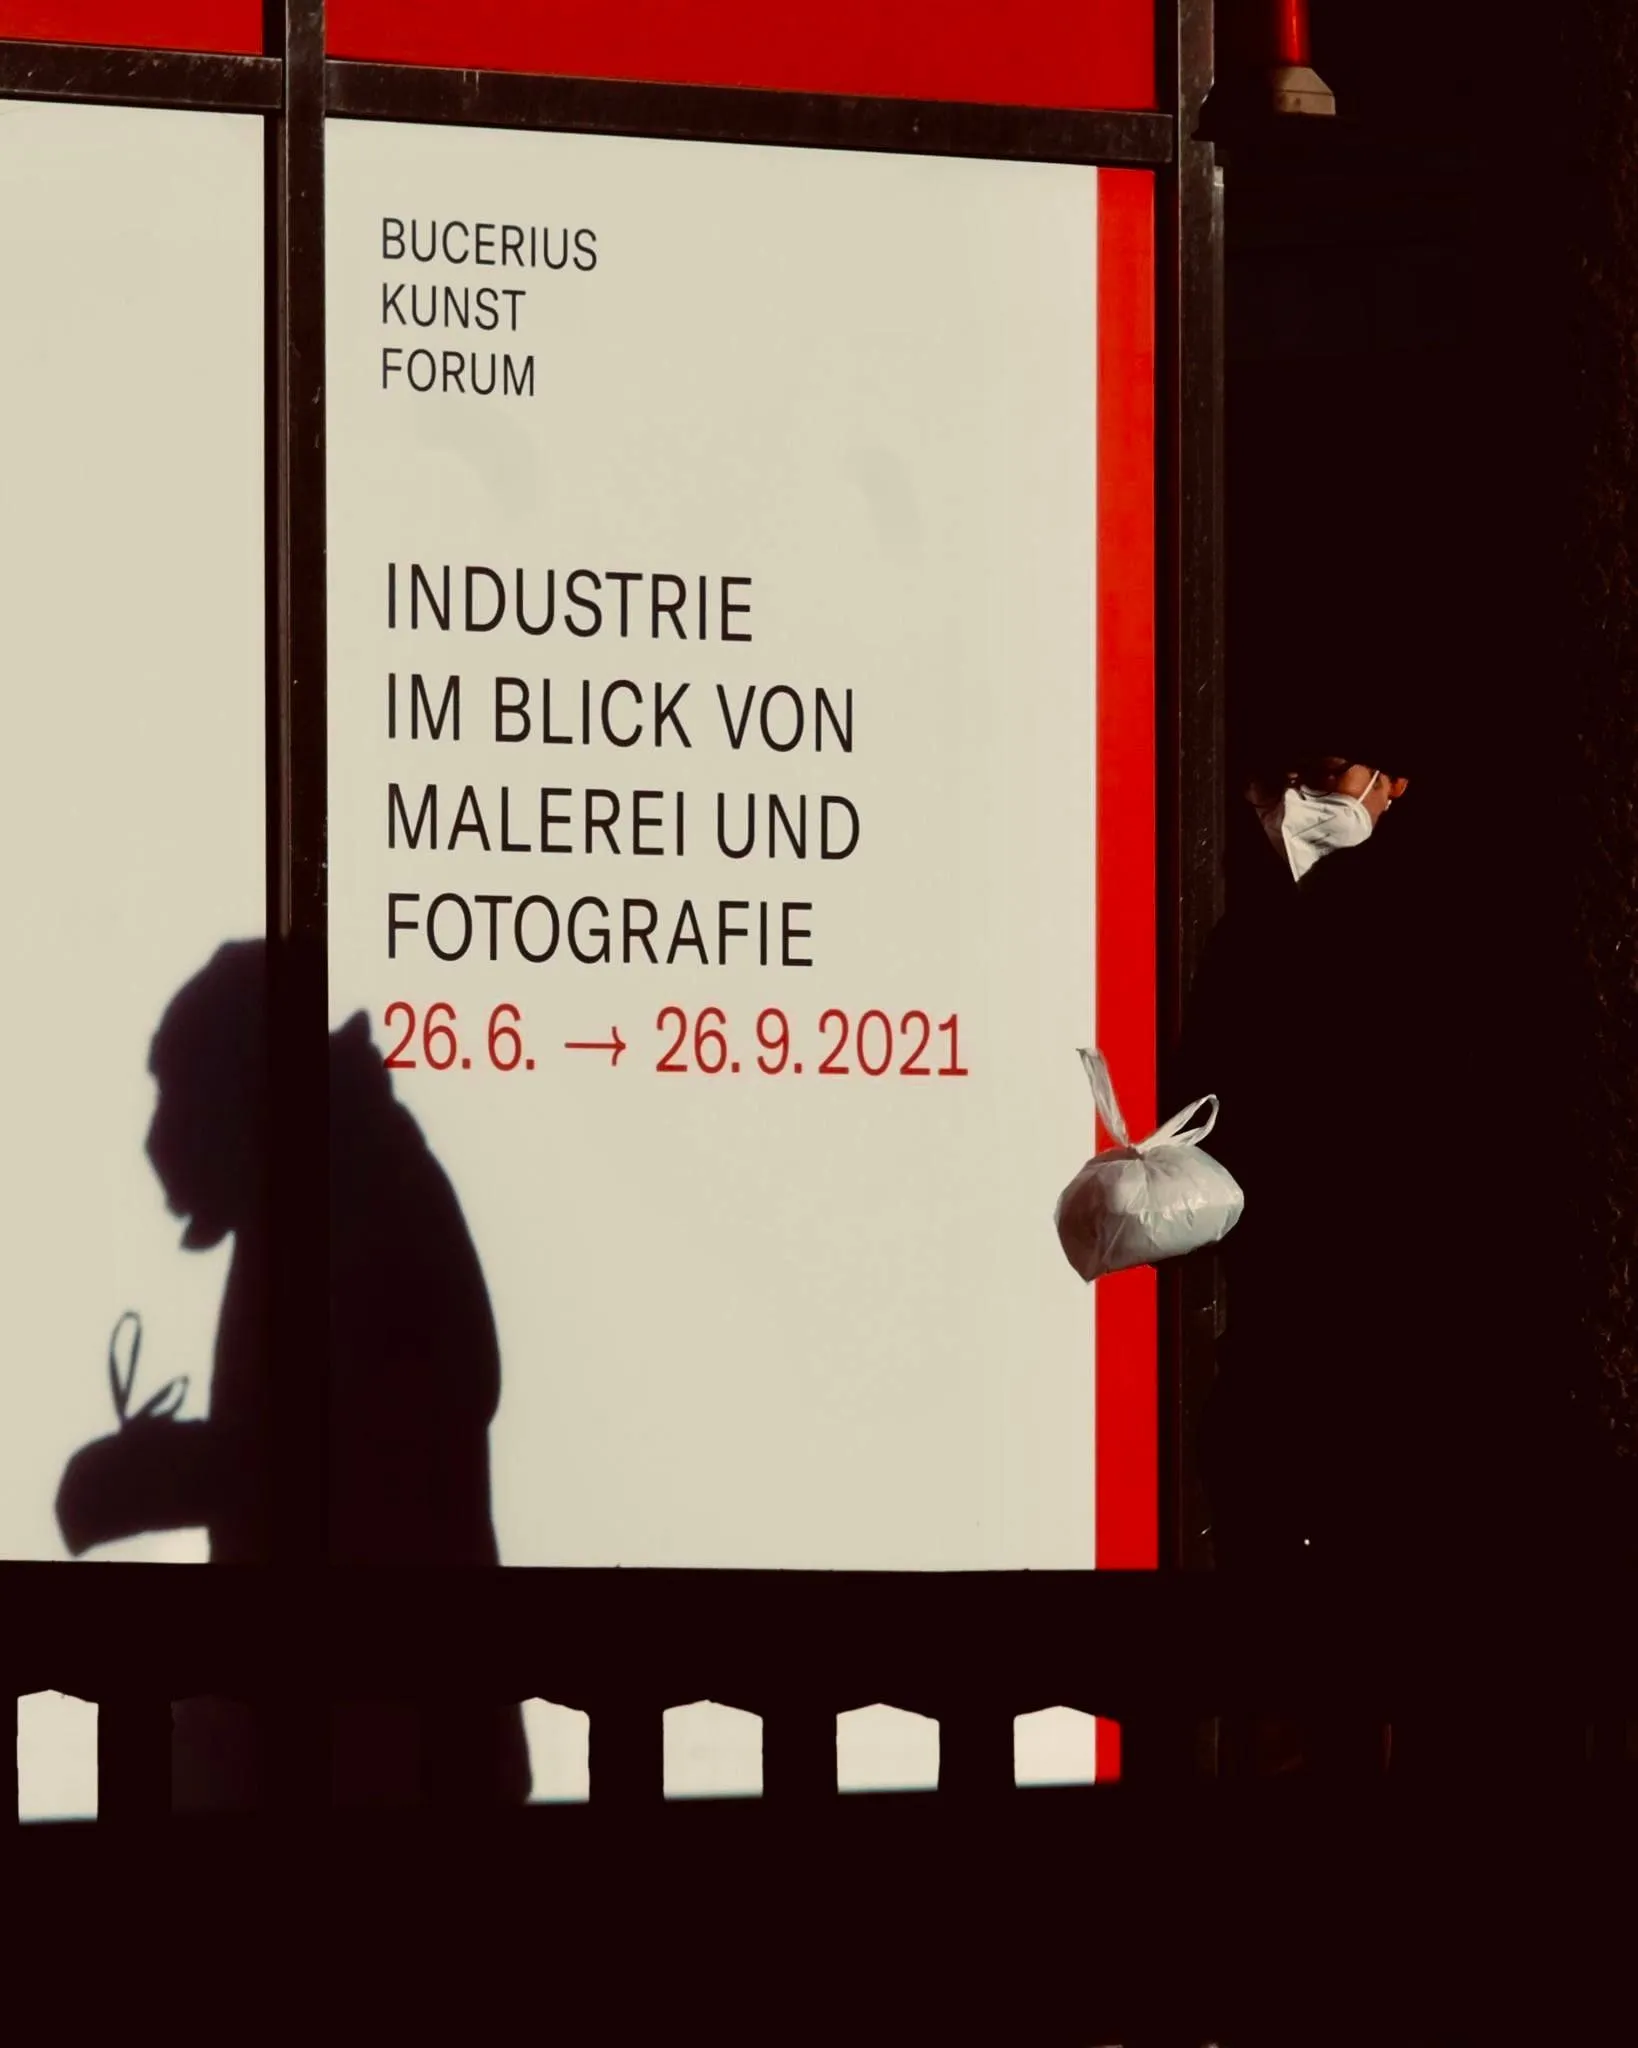 BUCERIUS
KUNST
FORUM
INDUSTRIE
IM BLICK VON
MALEREI UND
FOTOGRAFIE
26.6. → 26.9.2021